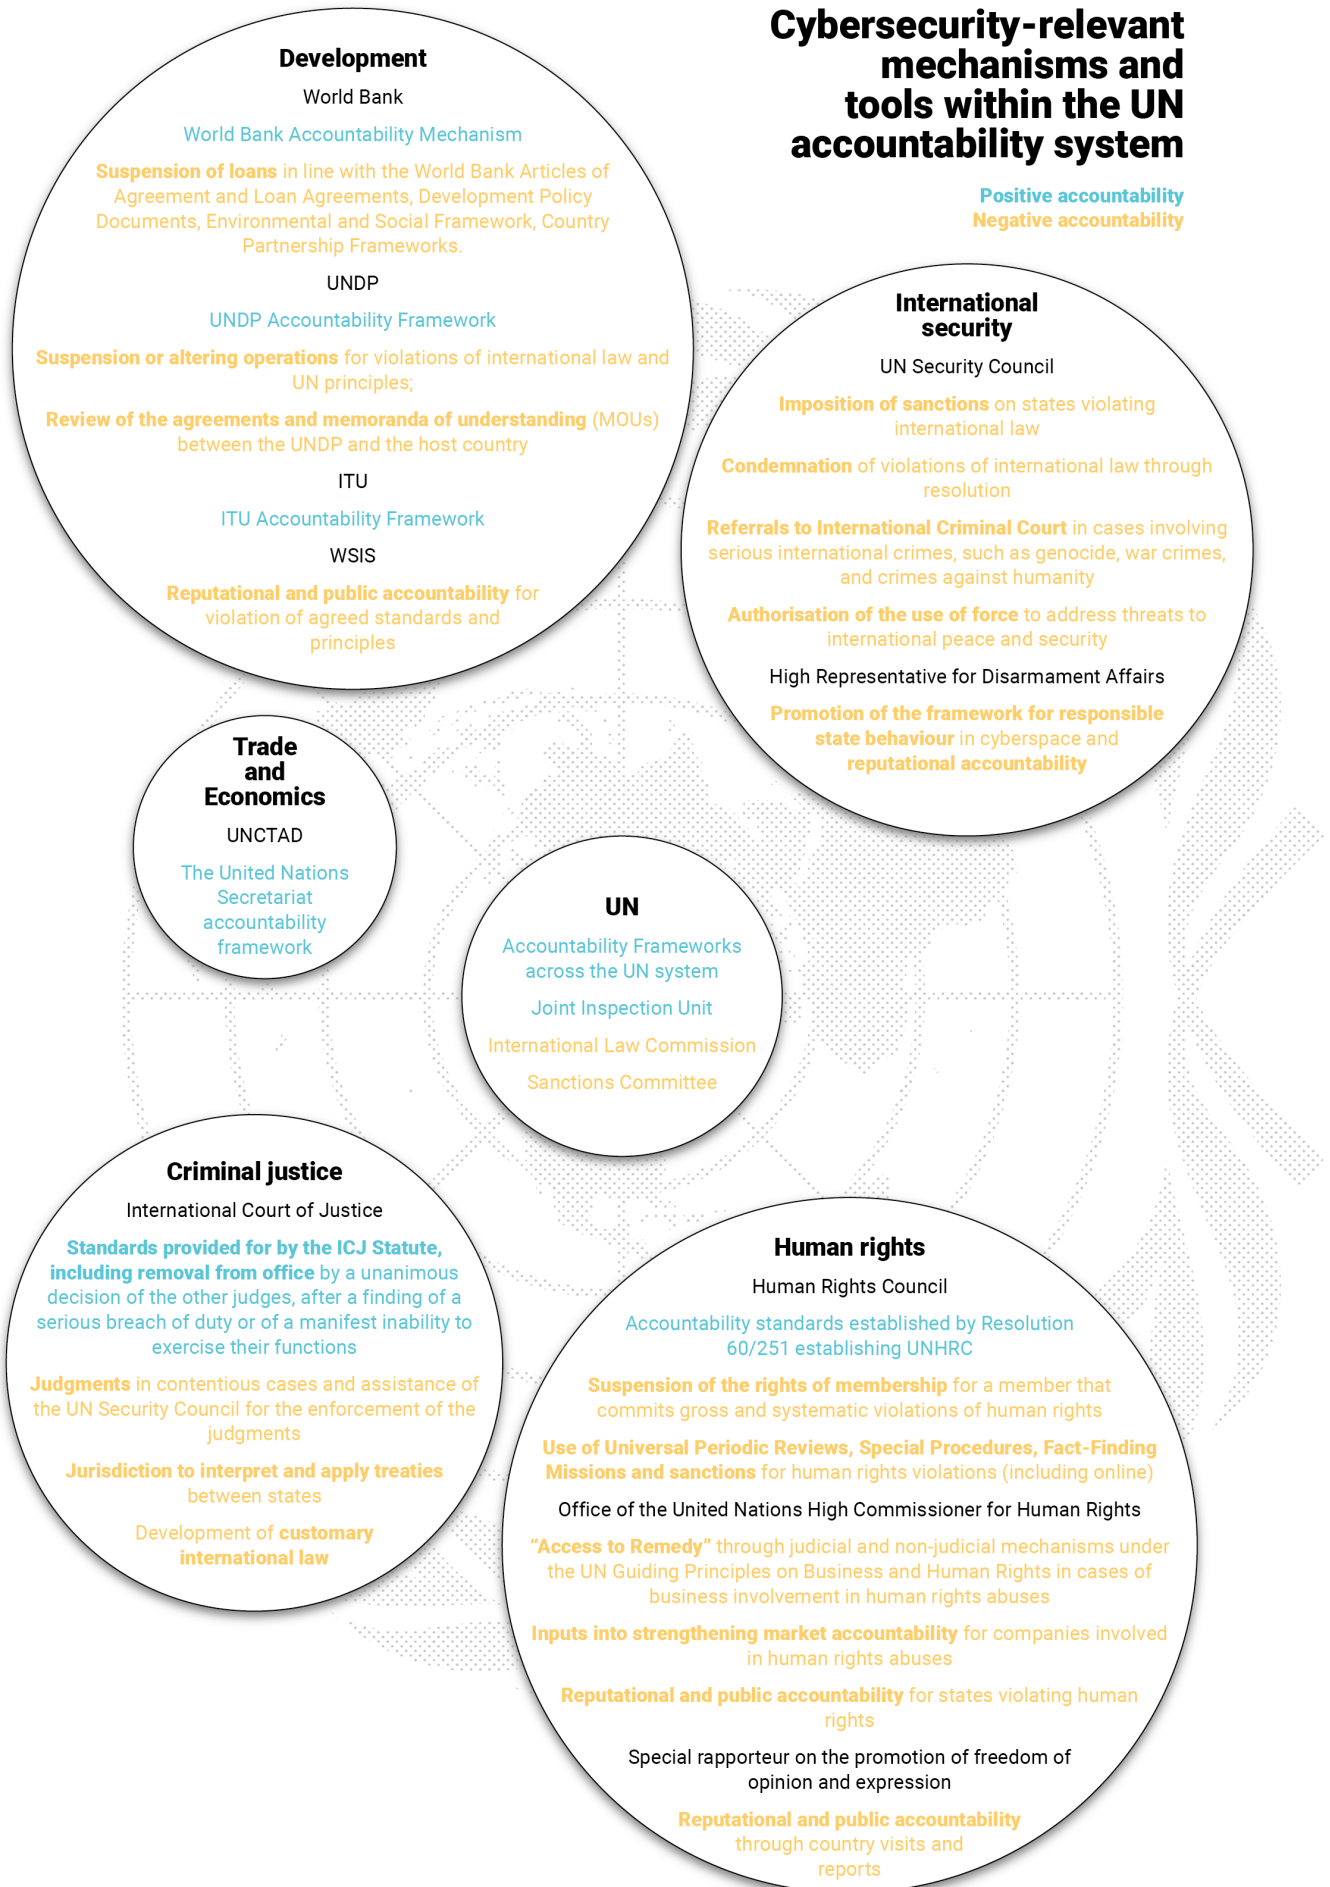 Cybersecurity-relevant
mechanisms and
tools within the UN
accountability system
Positive accountability
Negative accountability
Development
World Bank
World Bank Accountability Mechanism
Suspension of loans in line with the World Bank Articles of
Agreement and Loan Agreements, Development Policy
Documents, Environmental and Social Framework, Country
Partnership Frameworks.
UNDP
UNDP Accountability Framework
Suspension or altering operations for violations of international law and
UN principles;
Review of the agreements and memoranda of understanding (MOUs)
between the UNDP and the host country
ITU
ITU Accountability Framework
WSIS
Reputational and public accountability for
violation of agreed standards and
principles
International
security
UN Security Council
Imposition of sanctions on states violating
international law
Condemnation of violations of international law through
resolution
Referrals to International Criminal Court in cases involving
serious international crimes, such as genocide, war crimes,
and crimes against humanity
Authorisation of the use of force to address threats to
international peace and security
High Representative for Disarmament Affairs
Promotion of the framework for responsible
state behaviour in cyberspace and
reputational accountability
Trade
and
Economics
UNCTAD
The United Nations
Secretariat
accountability
framework
UN
Accountability Frameworks
across the UN system
Joint Inspection Unit
International Law Commission
Sanctions Committee
Criminal justice
International Court of Justice
Standards provided for by the ICJ Statute,
including removal from office by a unanimous
decision of the other judges, after a finding of a
serious breach of duty or of a manifest inability to
exercise their functions
Judgments in contentious cases and assistance of
the UN Security Council for the enforcement of the
judgments
Jurisdiction to interpret and apply treaties
between states
Development of customary
international law
Human rights
Human Rights Council
Accountability standards established by Resolution
60/251 establishing UNHRC
Suspension of the rights of membership for a member that
commits gross and systematic violations of human rights
Use of Universal Periodic Reviews, Special Procedures, Fact-Finding
Missions and sanctions for human rights violations (including online)
Office of the United Nations High Commissioner for Human Rights
“Access to Remedy” through judicial and non-judicial mechanisms under
the UN Guiding Principles on Business and Human Rights in cases of
business involvement in human rights abuses
Inputs into strengthening market accountability for companies involved
in human rights abuses
Reputational and public accountability for states violating human
rights
Special rapporteur on the promotion of freedom of
opinion and expression
Reputational and public accountability
through country visits and
reports